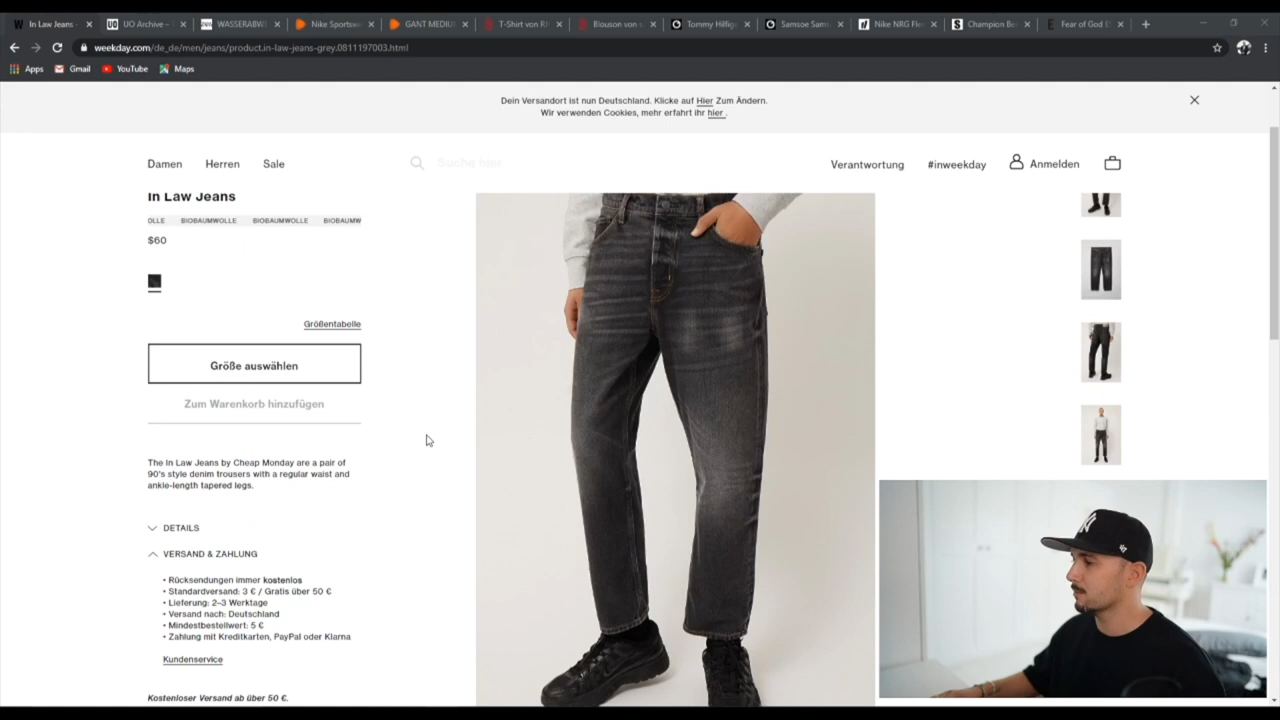 In Law Jeans -
UO Archive –
WASSERABW
Nike Sportsw
GANT MEDIU
T-Shirt von R
Blouson von s
Tommy Hilfig
Samsoe Sam
Nike NRG Fle
Champion Be
Fear of God E
weekday.com/de_de/men/jeans/product.in-law-jeans-grey.0811197003.html
Apps
Gmail
YouTube
Maps
Dein Versandort ist nun Deutschland. Klicke auf Hier Zum Ändern.
Wir verwenden Cookies, mehr erfahrt ihr hier .
Damen
Herren
Sale
Suche hier
Verantwortung
#inweekday
Anmelden
In Law Jeans
OLLE BIOBAUMWOLLE BIOBAUMWOLLE BIOBAUMW
$60
Größentabelle
Größe auswählen
Zum Warenkorb hinzufügen
The In Law Jeans by Cheap Monday are a pair of
90's style denim trousers with a regular waist and
ankle-length tapered legs.
DETAILS
VERSAND & ZAHLUNG
• Rücksendungen immer kostenlos
• Standardversand: 3 € / Gratis über 50 €
• Lieferung: 2–3 Werktage
• Versand nach: Deutschland
• Mindestbestellwert: 5 €
• Zahlung mit Kreditkarten, PayPal oder Klarna
Kundenservice
Kostenloser Versand ab über 50 €.